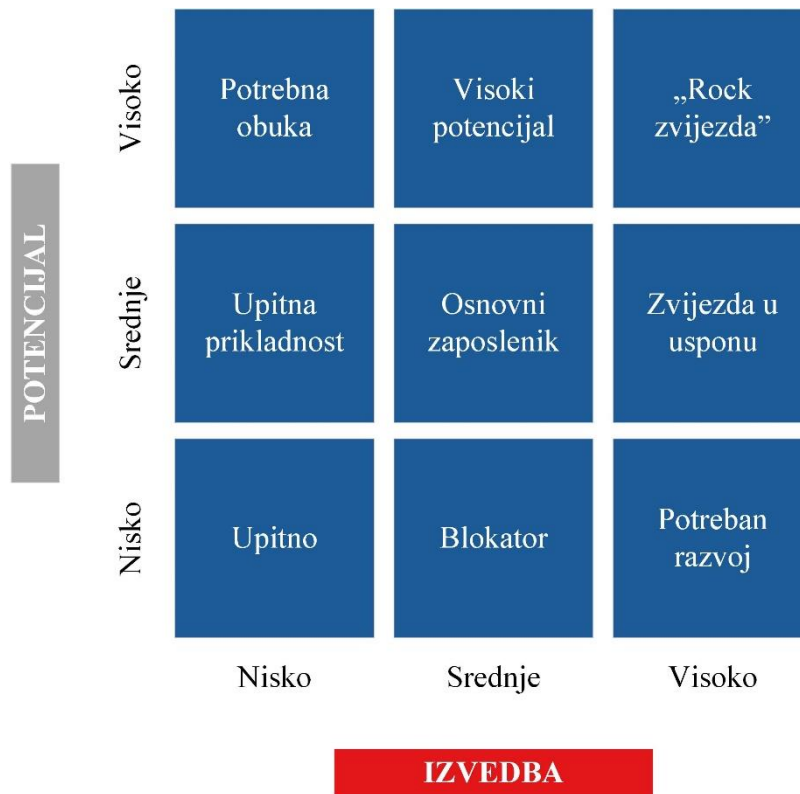 POTENCIJAL
Visoko
Potrebna
obuka
Visoki
potencijal
„Rock
zvijezda”
Srednje
Upitna
prikladnost
Osnovni
zaposlenik
Zvijezda u
usponu
Nisko
Upitno
Blokator
Potreban
razvoj
Nisko
Srednje
Visoko
IZVEDBA